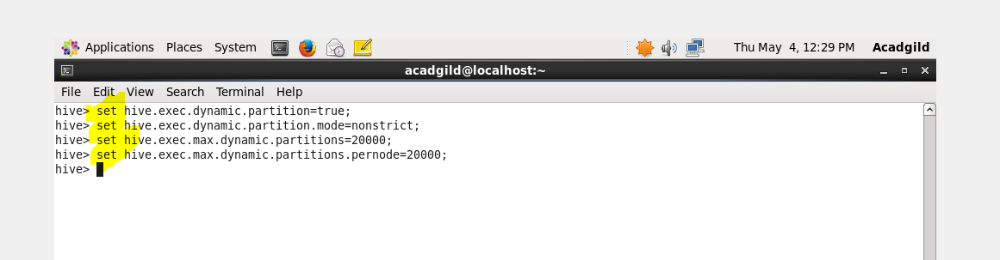 Applications Places System Thu May 4, 12:29 PM Acadgild
acadgild@localhost:~
File Edit View Search Terminal Help
hive> set hive.exec.dynamic.partition=true;
hive> set hive.exec.dynamic.partition.mode=nonstrict;
hive> set hive.exec.max.dynamic.partitions=20000;
hive> set hive.exec.max.dynamic.partitions.pernode=20000;
hive>